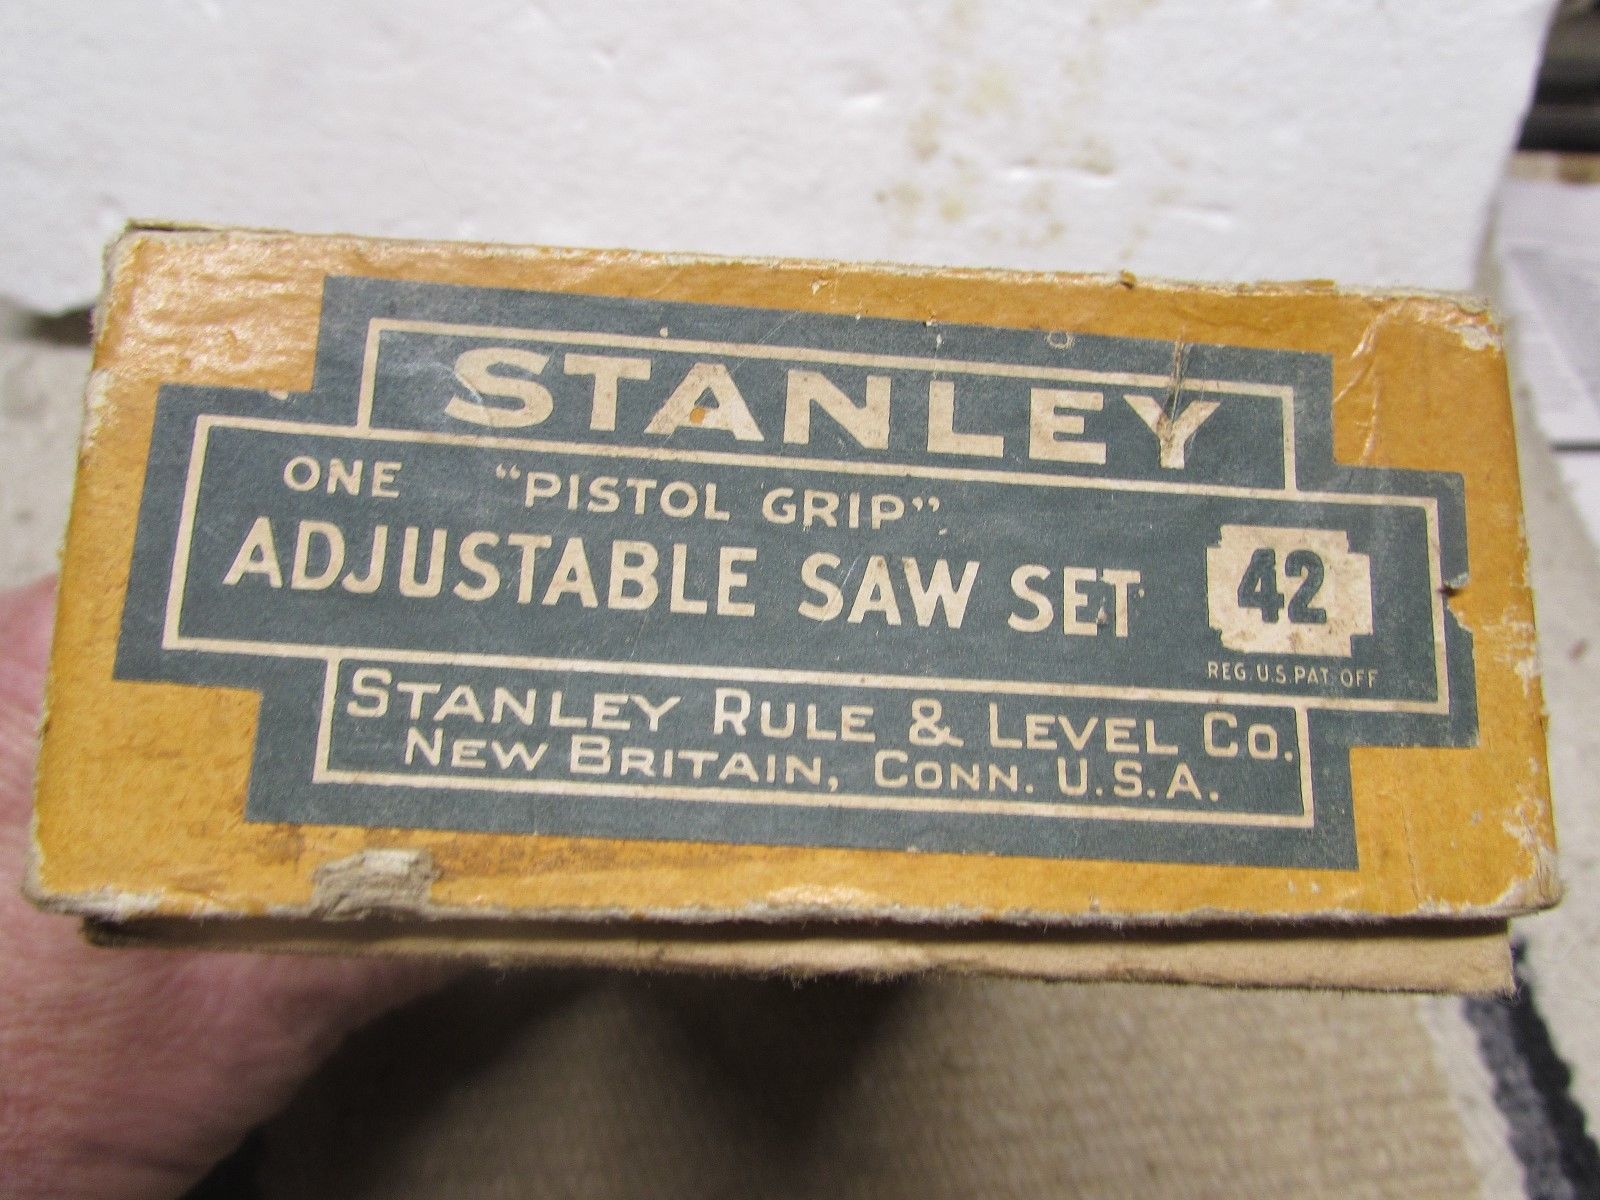 STANLEY
ONE "PISTOL GRIP"
ADJUSTABLE SAW SET
42
REG. U.S. PAT. OFF
STANLEY RULE & LEVEL CO.
NEW BRITAIN, CONN. U.S.A.